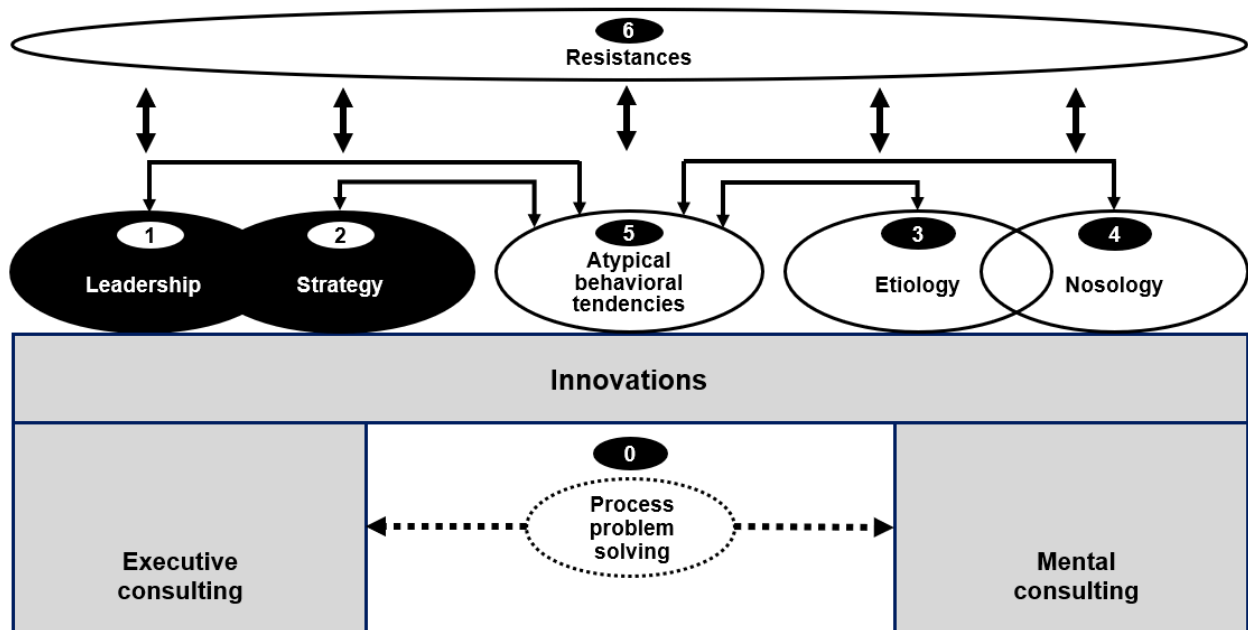 6
Resistances
1
Leadership
2
Strategy
5
Atypical
behavioral
tendencies
3
Etiology
4
Nosology
Innovations
0
Process
problem
solving
Executive
consulting
Mental
consulting